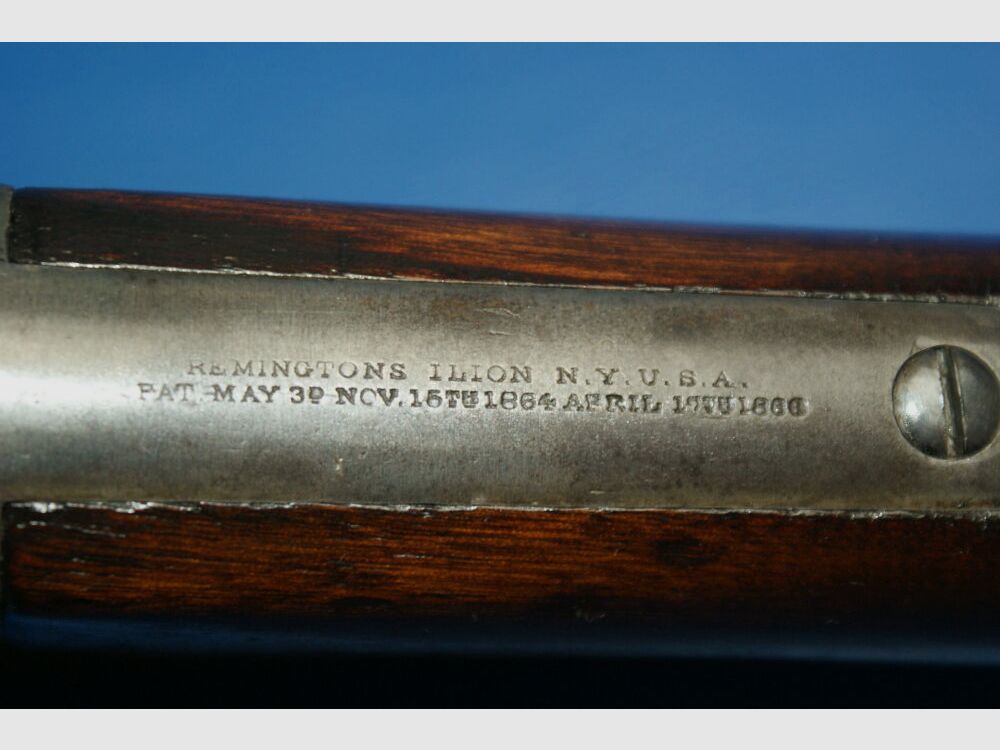 REMINGTONS ILION N.Y. U.S.A.
PAT. MAY 3D NOV. 15TH 1864 APRIL 17TH 1866